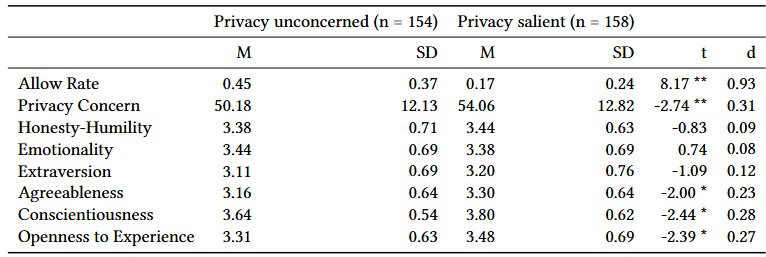 Privacy unconcerned (n = 154) Privacy salient (n = 158)
M SD M SD t d
Allow Rate 0.45 0.37 0.17 0.24 8.17 ** 0.93
Privacy Concern 50.18 12.13 54.06 12.82 -2.74 ** 0.31
Honesty-Humility 3.38 0.71 3.44 0.63 -0.83 0.09
Emotionality 3.44 0.69 3.38 0.69 0.74 0.08
Extraversion 3.11 0.69 3.20 0.76 -1.09 0.12
Agreeableness 3.16 0.64 3.30 0.64 -2.00 * 0.23
Conscientiousness 3.64 0.54 3.80 0.62 -2.44 * 0.28
Openness to Experience 3.31 0.63 3.48 0.69 -2.39 * 0.27